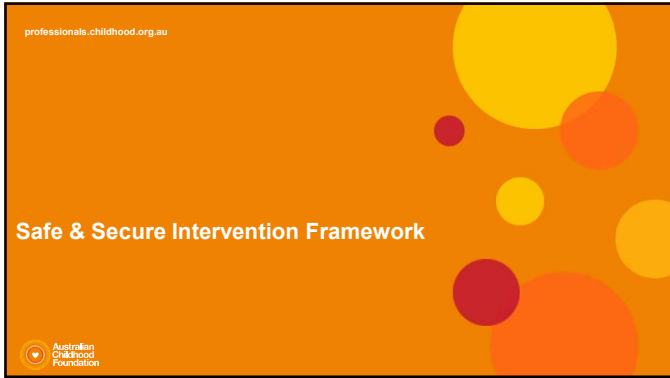 professionals.childhood.org.au
Safe & Secure Intervention Framework
Australian
Childhood
Foundation